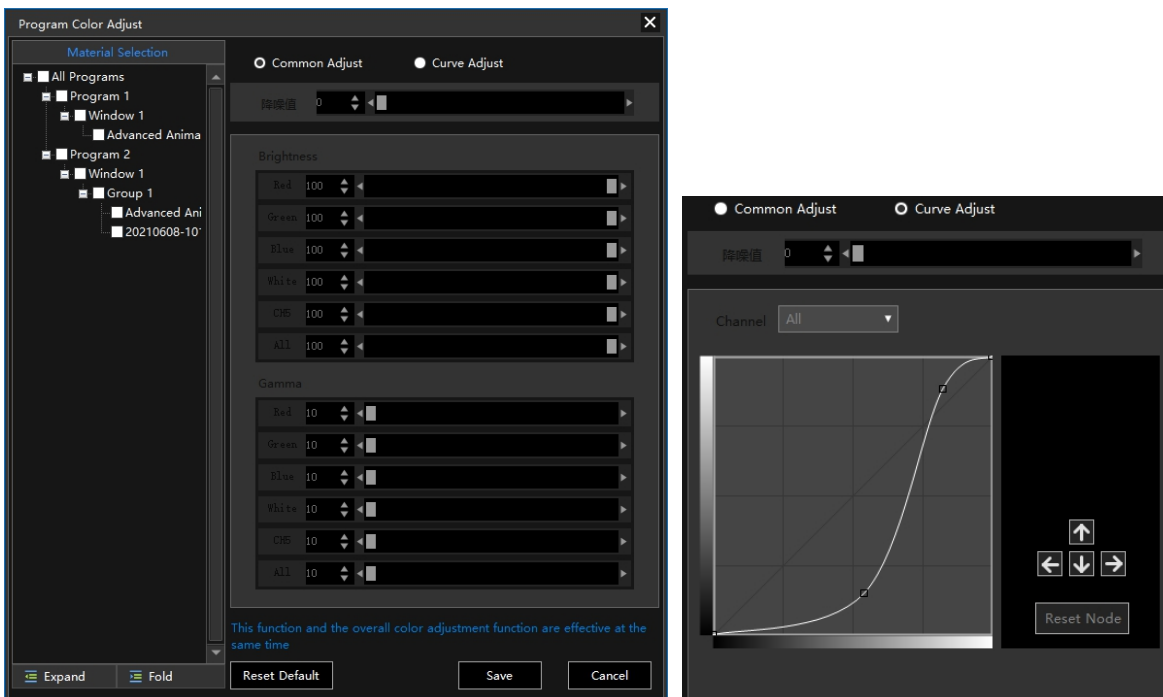 Program Color Adjust
Material Selection
All Programs
Program 1
Window 1
Advanced Anima
Program 2
Window 1
Group 1
Advanced Ani
20210608-10
Expand
Fold
Common Adjust
Curve Adjust
降噪值 0
Brightness
Red 100
Green 100
Blue 100
White 100
CH5 100
All 100
Gamma
Red 10
Green 10
Blue 10
White 10
CH5 10
All 10
This function and the overall color adjustment function are effective at the
same time
Reset Default
Save
Cancel
Common Adjust
Curve Adjust
降噪值 0
Channel All
Reset Node